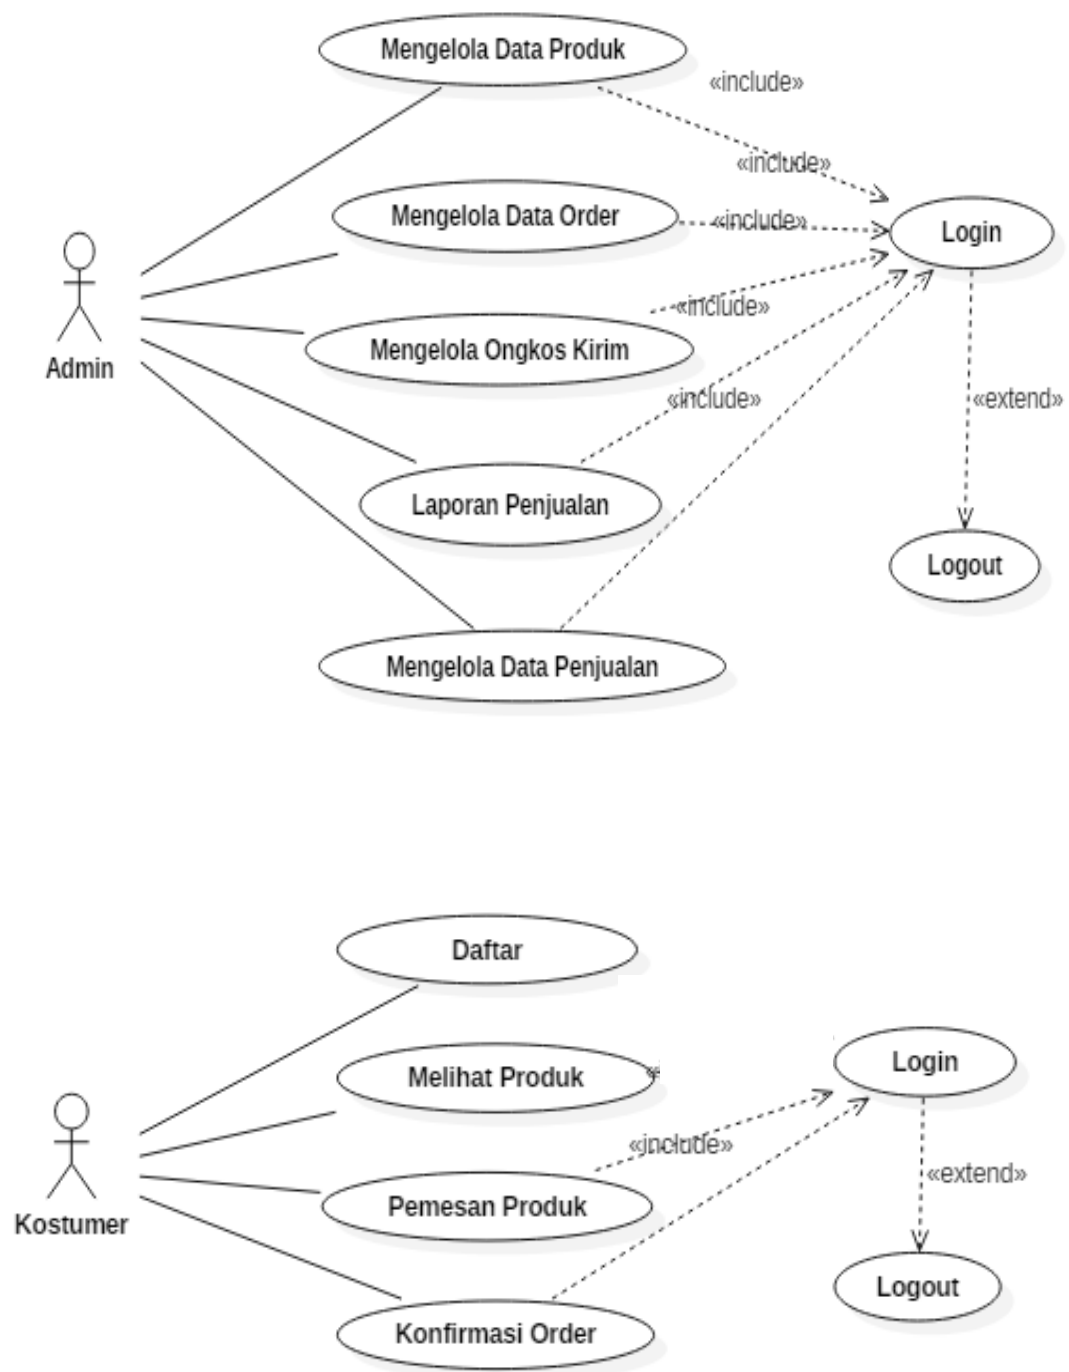 Mengelola Data Produk
«include»
«include»
Mengelola Data Order
«include»
Login
Admin
«include»
Mengelola Ongkos Kirim
«include»
«extend»
Laporan Penjualan
Logout
Mengelola Data Penjualan
Daftar
Login
Melihat Produk
«include»
«extend»
Pemesan Produk
Kostumer
Logout
Konfirmasi Order